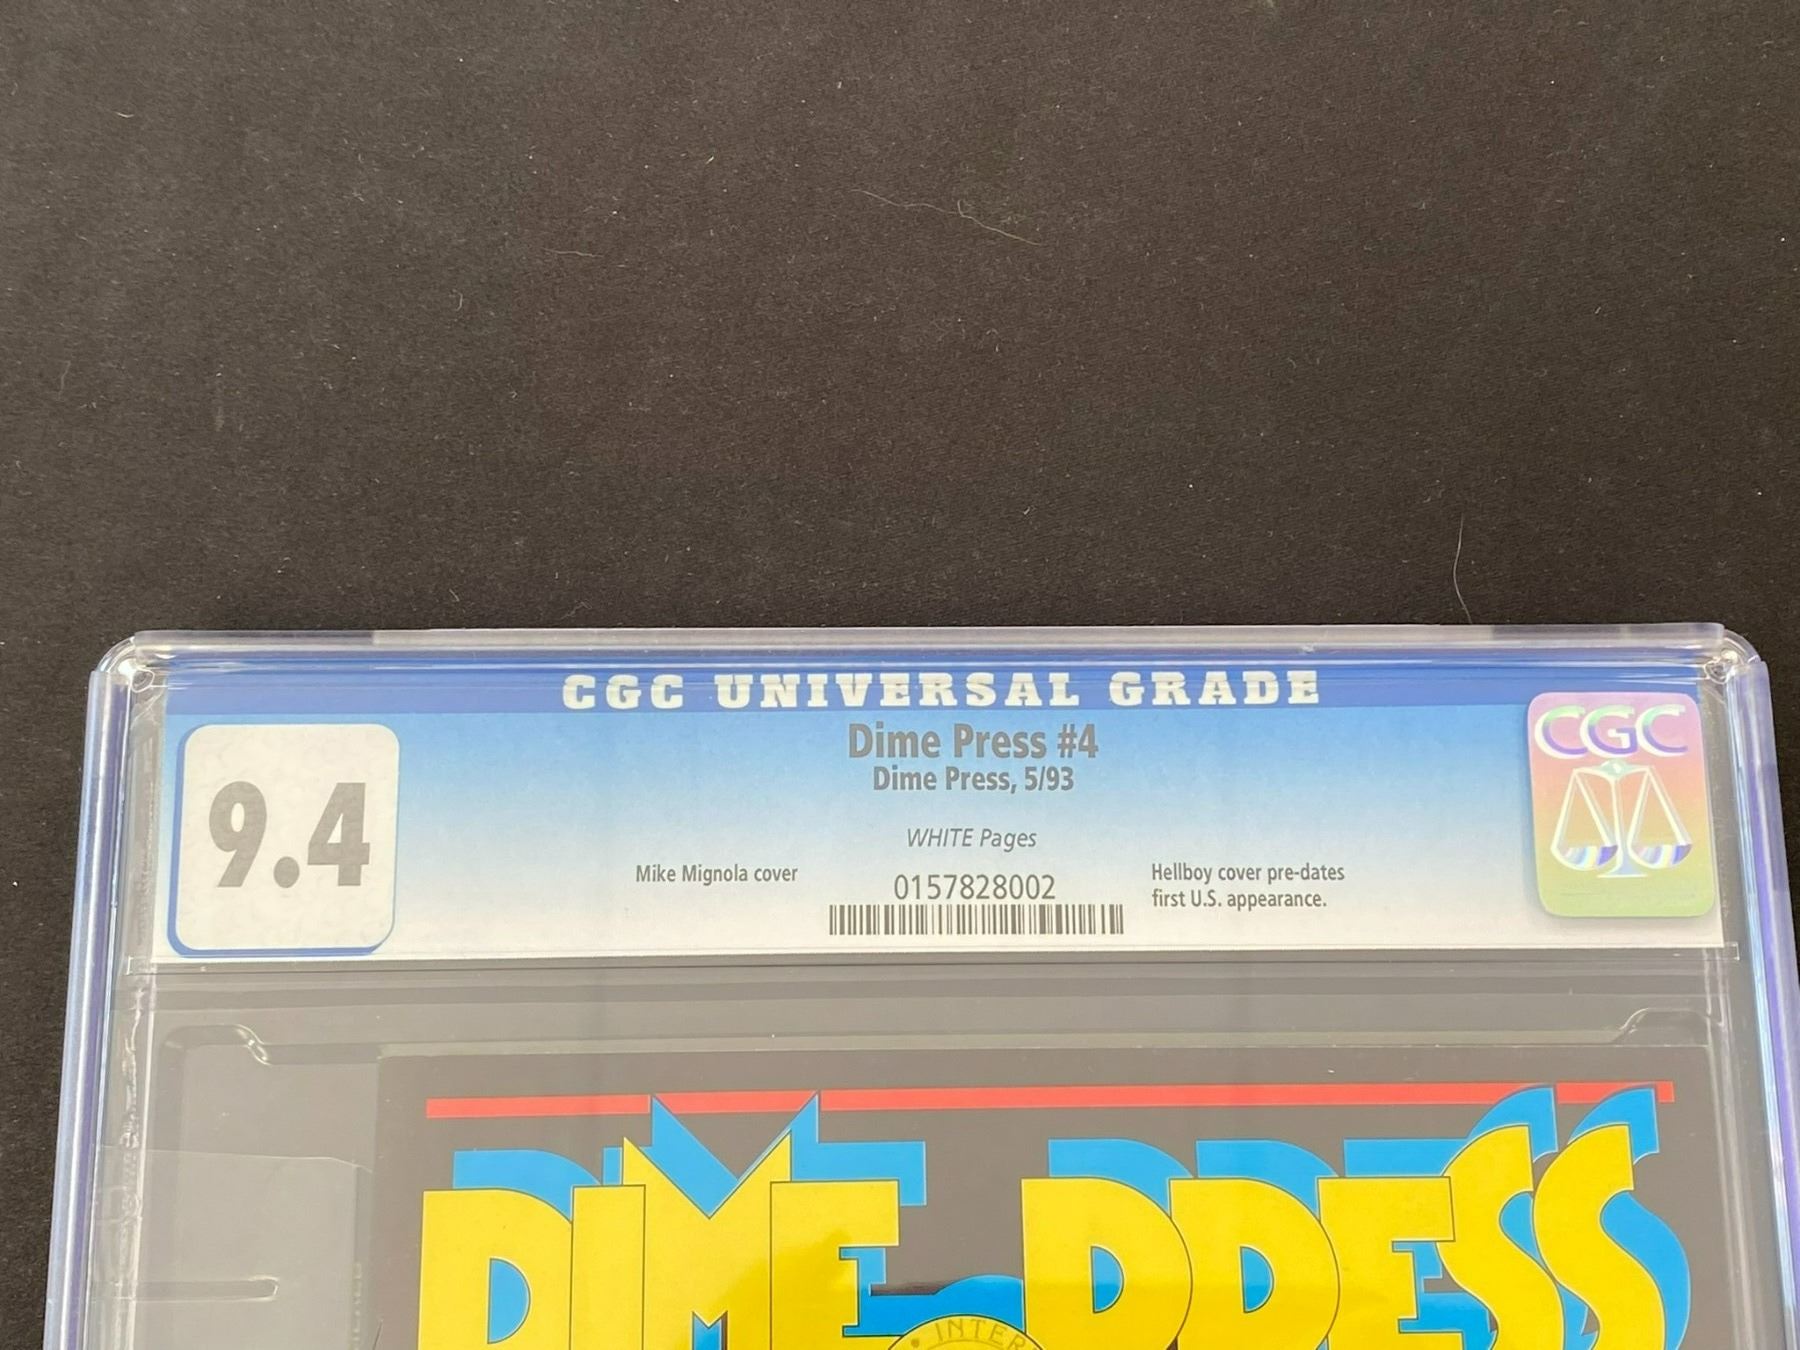 CGC UNIVERSAL GRADE
9.4
Dime Press #4
Dime Press, 5/93
WHITE Pages
Mike Mignola cover
0157828002
Hellboy cover pre-dates
first U.S. appearance.
CGC
DIME PRESS
INTER